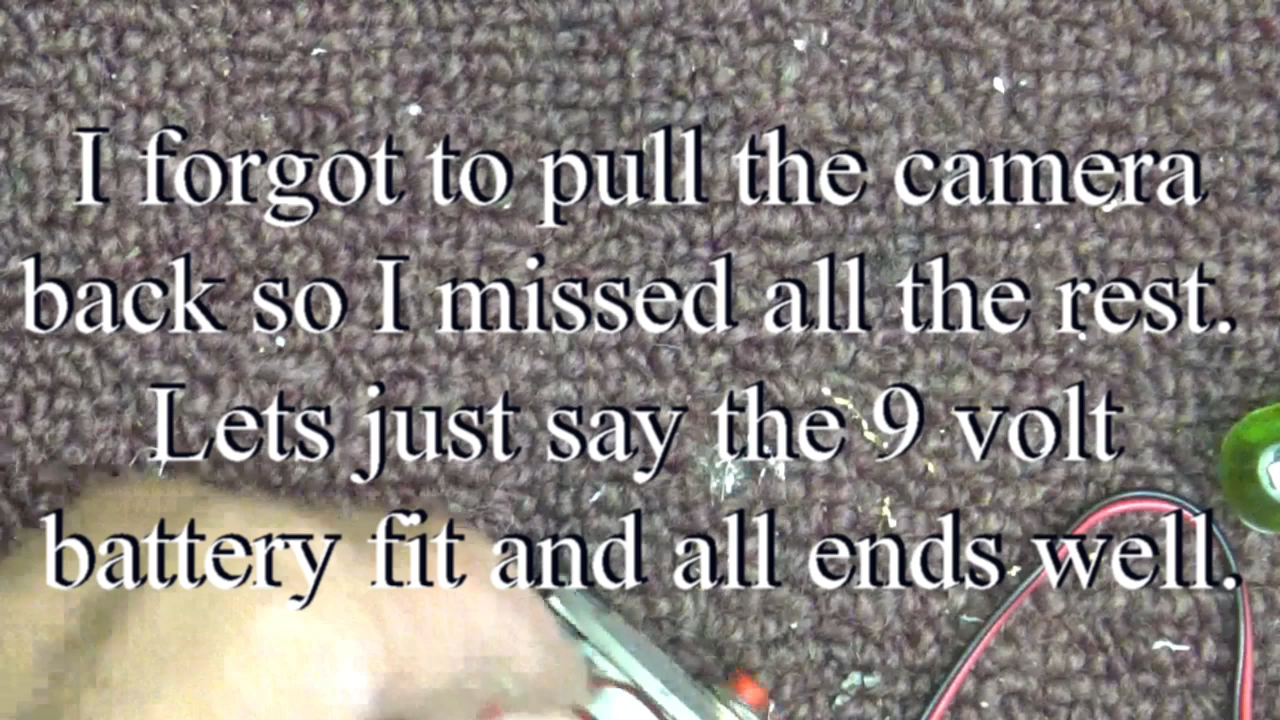 I forgot to pull the camera
back so I missed all the rest.
Lets just say the 9 volt
battery fit and all ends well.